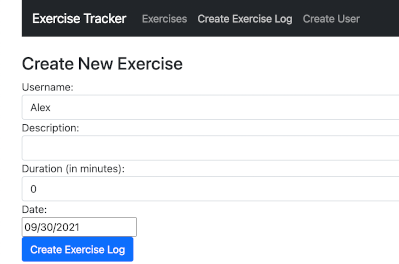 Exercise Tracker Exercises Create Exercise Log Create User
Create New Exercise
Username:
Alex
Description:
Duration (in minutes):
0
Date:
09/30/2021
Create Exercise Log